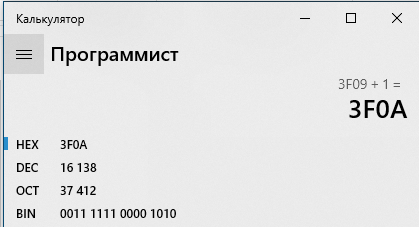 Калькулятор
Программист
3F09 + 1 =
3F0A
HEX 3F0A
DEC 16 138
OCT 37 412
BIN 0011 1111 0000 1010